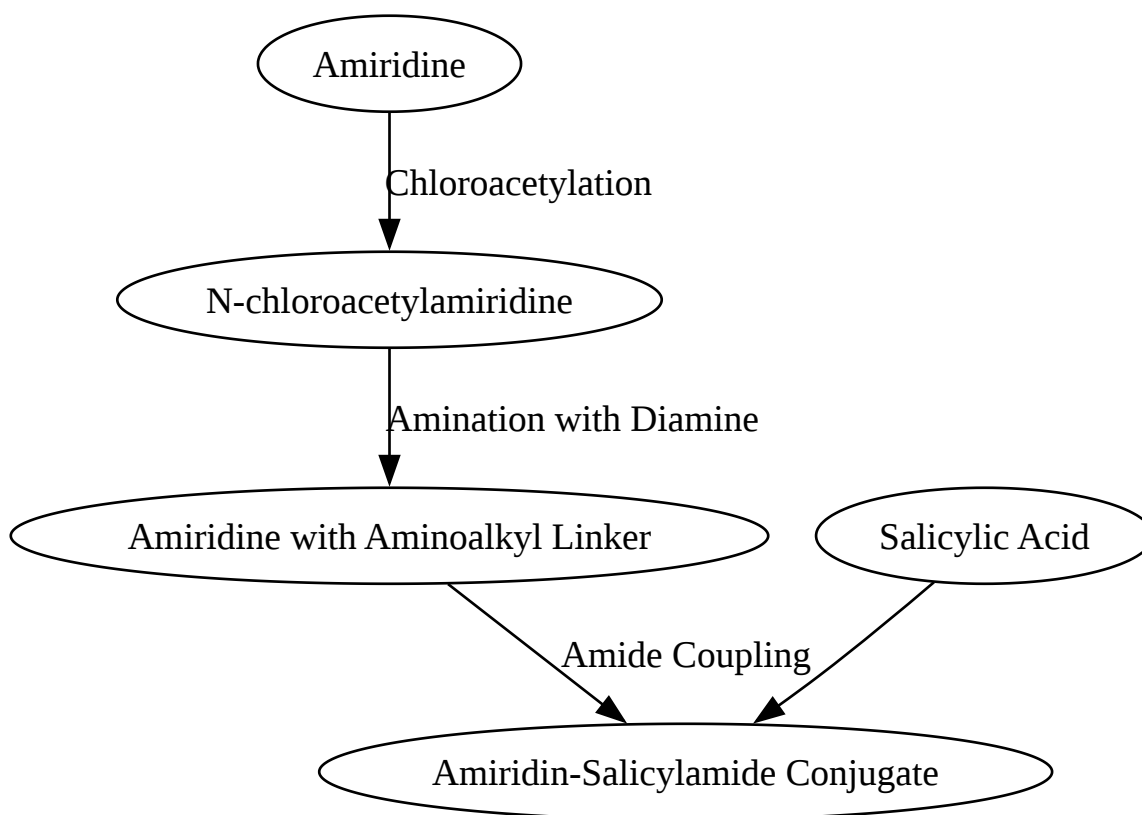 Amiridine
Chloroacetylation
N-chloroacetylamiridine
Amination with Diamine
Amiridine with Aminoalkyl Linker
Salicylic Acid
Amide Coupling
Amiridin-Salicylamide Conjugate